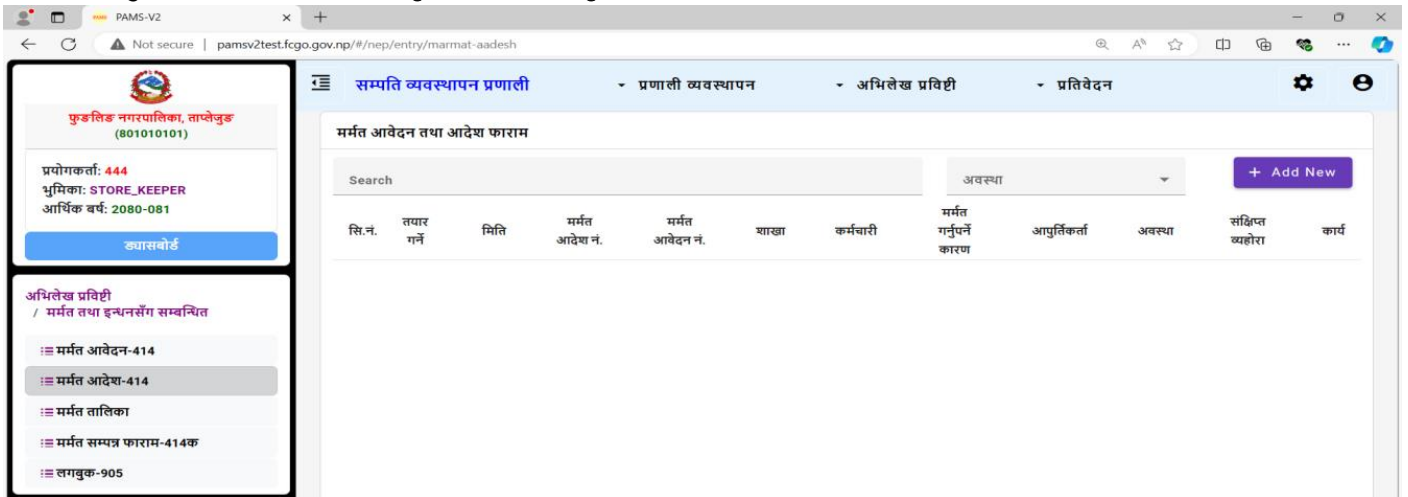 PAMS-V2
Not secure | pamsv2test.fcgo.gov.np/#/nep/entry/marmat-aadesh
फुङलिङ नगरपालिका, ताप्लेजुङ
(801010101)
प्रयोगकर्ता: 444
भुमिका: STORE_KEEPER
आर्थिक बर्ष: 2080-081
ड्यासबोर्ड
अभिलेख प्रविष्टी
/ मर्मत तथा इन्धनसँग सम्बन्धित
मर्मत आवेदन-414
मर्मत आदेश-414
मर्मत तालिका
मर्मत सम्पन्न फाराम-414क
लगबुक-905
सम्पति व्यवस्थापन प्रणाली
प्रणाली व्यवस्थापन
अभिलेख प्रविष्टी
प्रतिवेदन
मर्मत आवेदन तथा आदेश फाराम
Search
अवस्था
+ Add New
सि.नं.
तयार
गर्ने
मिति
मर्मत
आदेश नं.
मर्मत
आवेदन नं.
शाखा
कर्मचारी
मर्मत
गर्नुपर्ने
कारण
आपुर्तिकर्ता
अवस्था
संक्षिप्त
व्यहोरा
कार्य